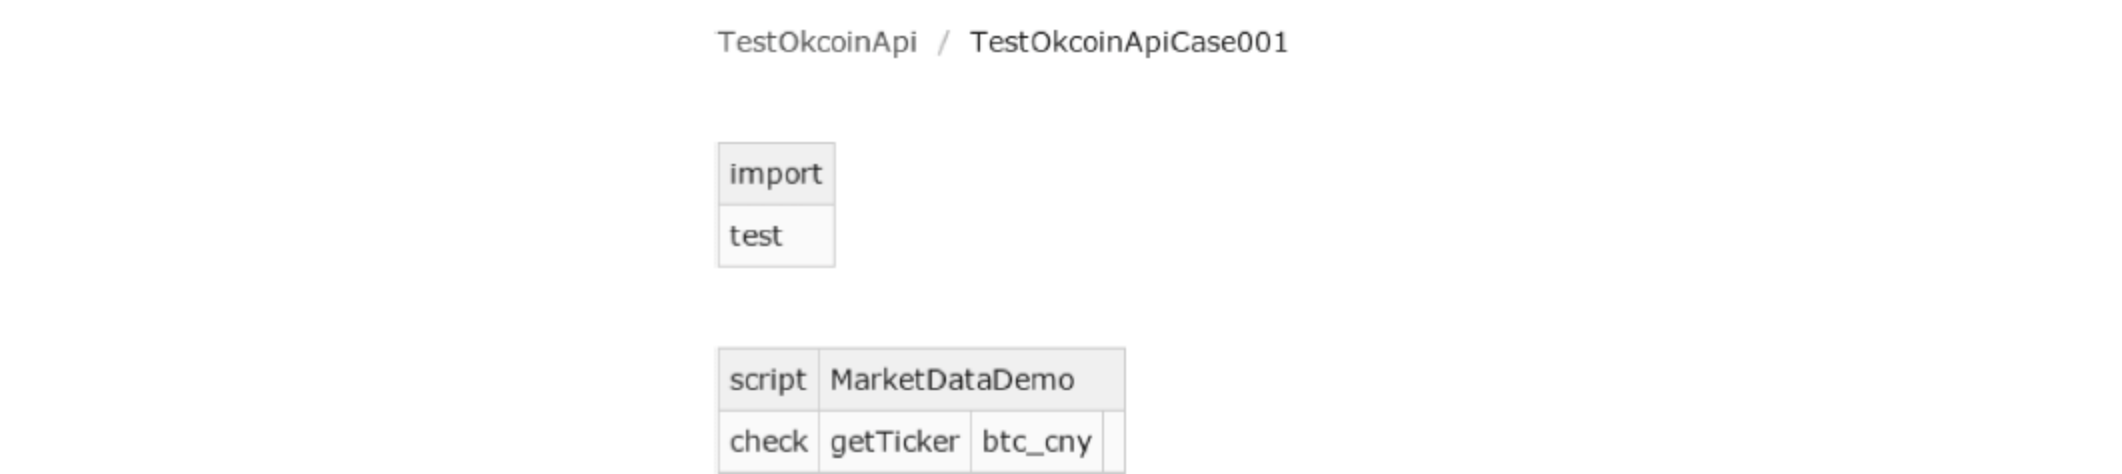 TestOkcoinApi / TestOkcoinApiCase001
import
test
script MarketDataDemo
check getTicker btc_cny